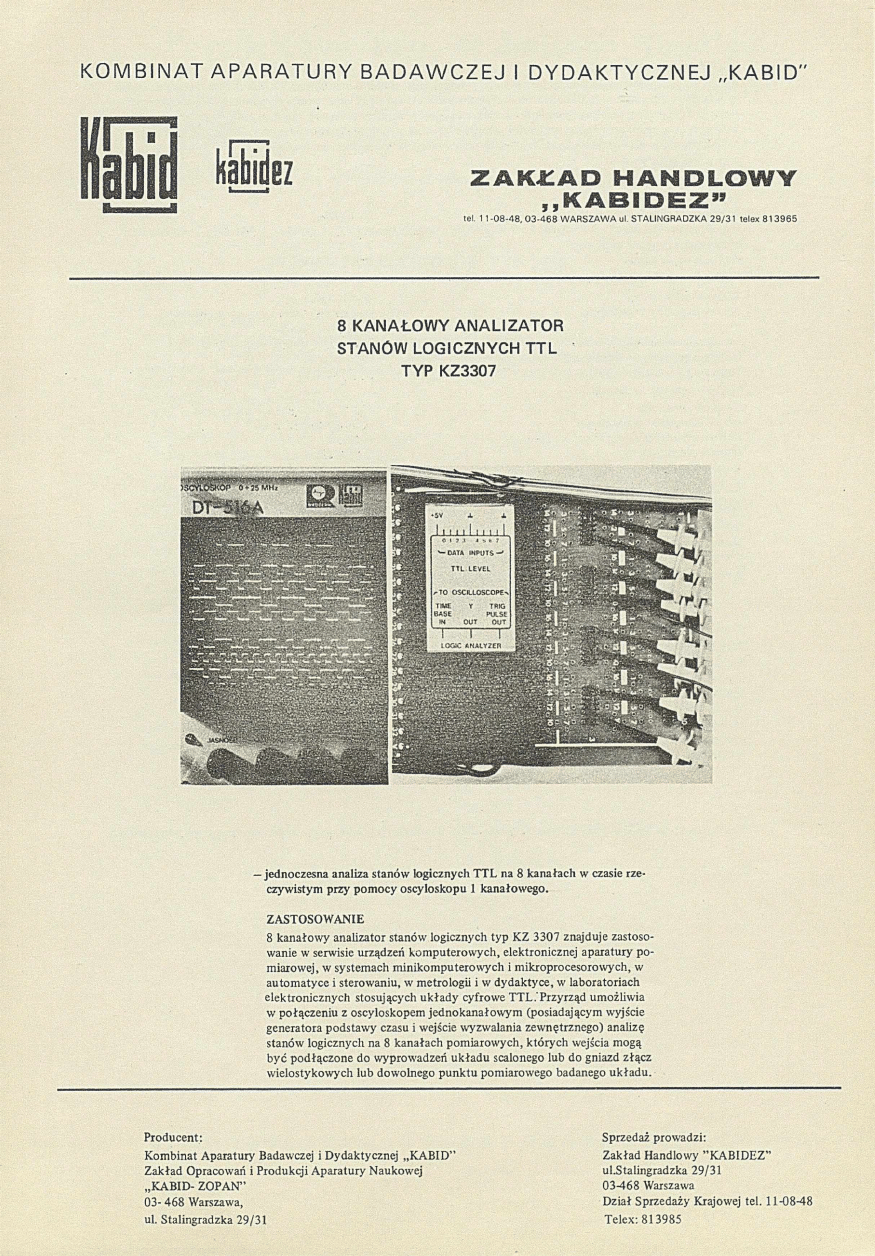 KOMBINAT APARATURY BADAWCZEJ I DYDAKTYCZNEJ „KABID"
Kabid
kabidez
ZAKŁAD HANDLOWY
,,KABIDEZ"
tel. 11-08-48, 03-468 WARSZAWA ul. STALINGRADZKA 29/31 telex 813965
8 KANAŁOWY ANALIZATOR
STANÓW LOGICZNYCH TTL
TYP KZ3307
OSCYLOSKOP 0÷25 MHz
DT-516A
Kabid
JASNOŚĆ
+5V
0 1 2 3 4 5 6 7
DATA INPUTS
TTL LEVEL
TO OSCILLOSCOPE
TIME Y TRIG
BASE PULSE
IN OUT OUT
LOGIC ANALYZER
— jednoczesna analiza stanów logicznych TTL na 8 kanałach w czasie rze-
czywistym przy pomocy oscyloskopu 1 kanałowego.
ZASTOSOWANIE
8 kanałowy analizator stanów logicznych typ KZ 3307 znajduje zastoso-
wanie w serwisie urządzeń komputerowych, elektronicznej aparatury po-
miarowej, w systemach minikomputerowych i mikroprocesorowych, w
automatyce i sterowaniu, w metrologii i w dydaktyce, w laboratoriach
elektronicznych stosujących układy cyfrowe TTL. Przyrząd umożliwia
w połączeniu z oscyloskopem jednokanałowym (posiadającym wyjście
generatora podstawy czasu i wejście wyzwalania zewnętrznego) analizę
stanów logicznych na 8 kanałach pomiarowych, których wejścia mogą
być podłączone do wyprowadzeń układu scalonego lub do gniazd złącz
wielostykowych lub dowolnego punktu pomiarowego badanego układu.
Producent:
Kombinat Aparatury Badawczej i Dydaktycznej „KABID"
Zakład Opracowań i Produkcji Aparatury Naukowej
„KABID- ZOPAN"
03- 468 Warszawa,
ul. Stalingradzka 29/31
Sprzedaż prowadzi:
Zakład Handlowy "KABIDEZ"
ul.Stalingradzka 29/31
03-468 Warszawa
Dział Sprzedaży Krajowej tel. 11-08-48
Telex: 813985